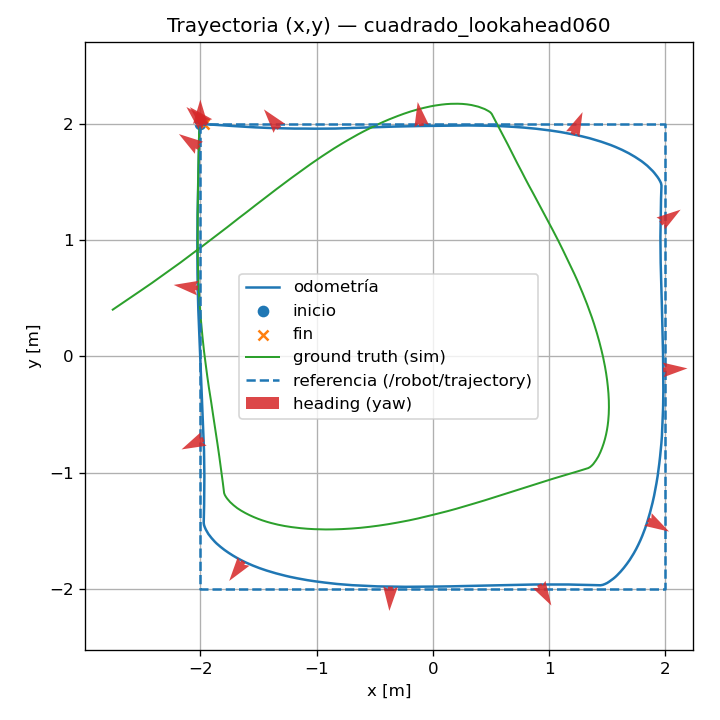 Trayectoria (x,y) — cuadrado_lookahead060
y [m]
2
1
0
−1
−2
odometría
inicio
fin
ground truth (sim)
referencia (/robot/trajectory)
heading (yaw)
−2 −1 0 1 2
x [m]